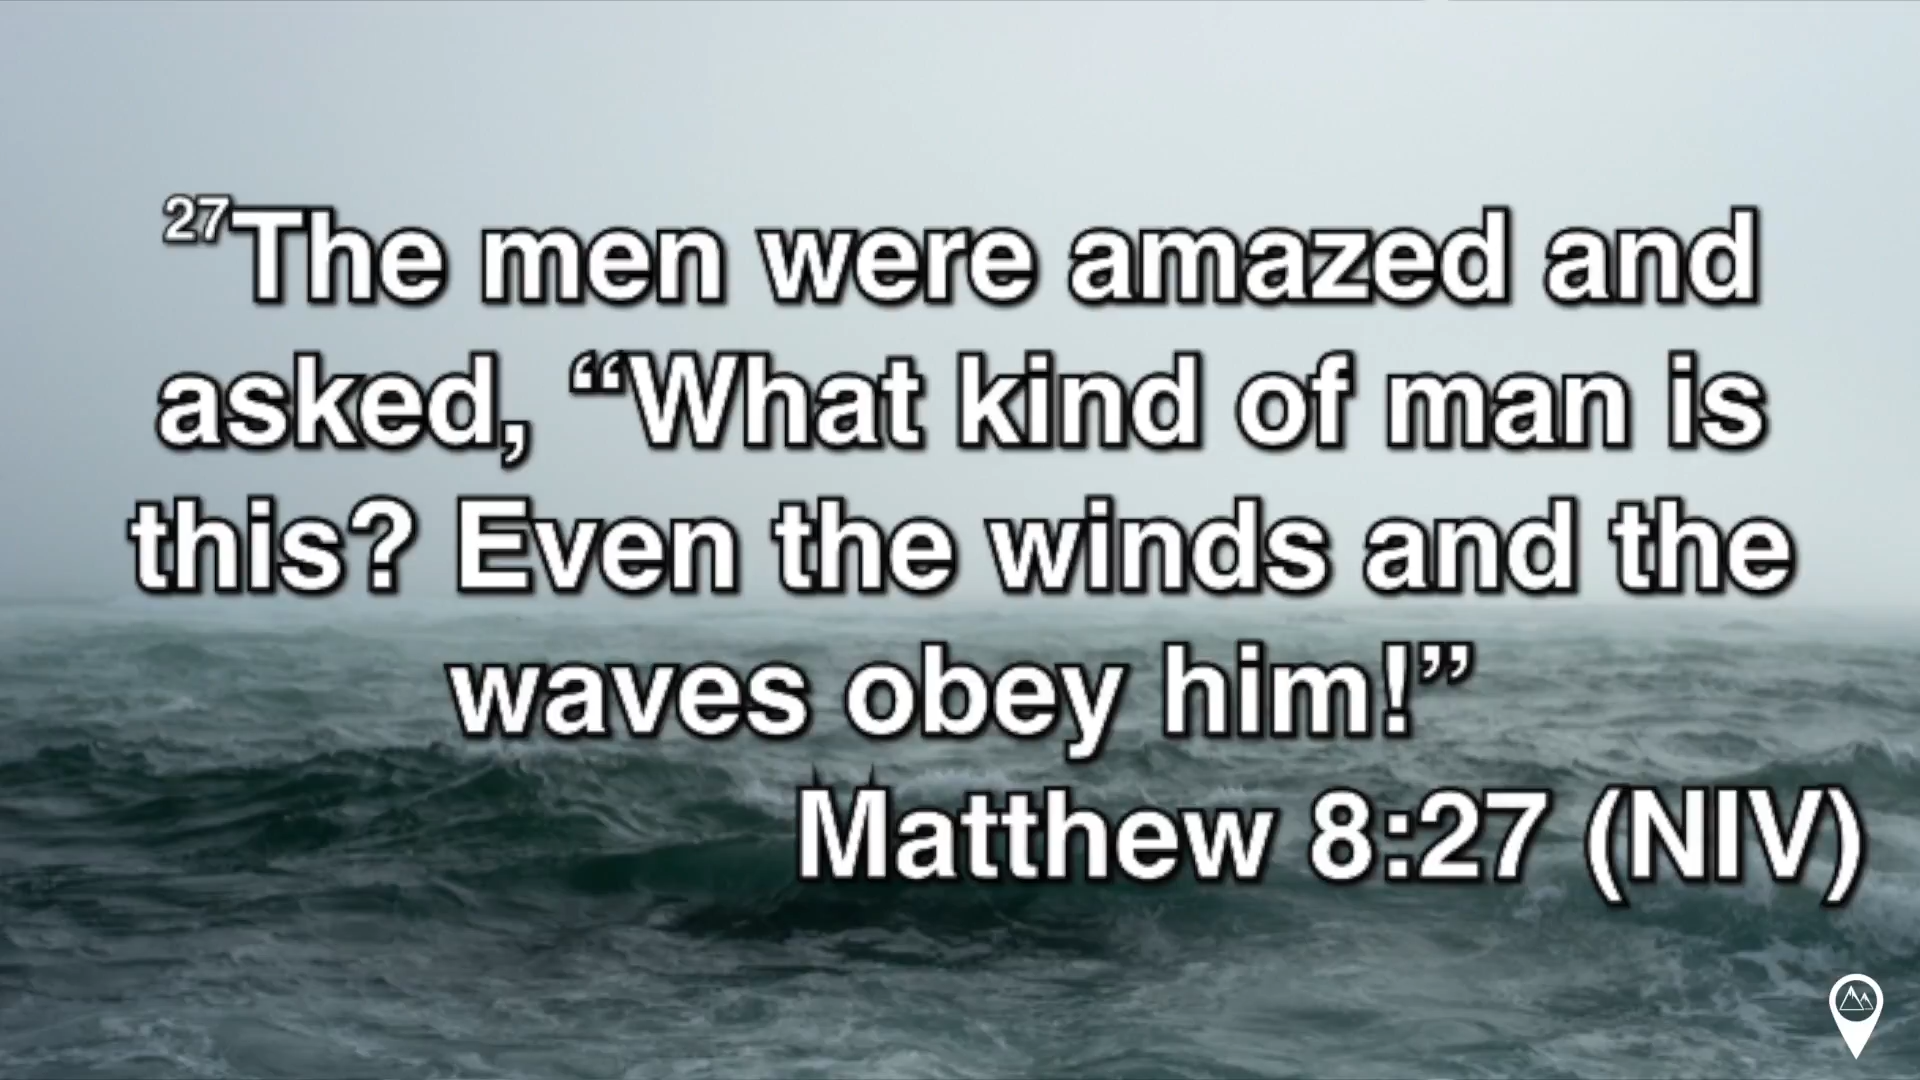 27The men were amazed and
asked, “What kind of man is
this? Even the winds and the
waves obey him!”
Matthew 8:27 (NIV)